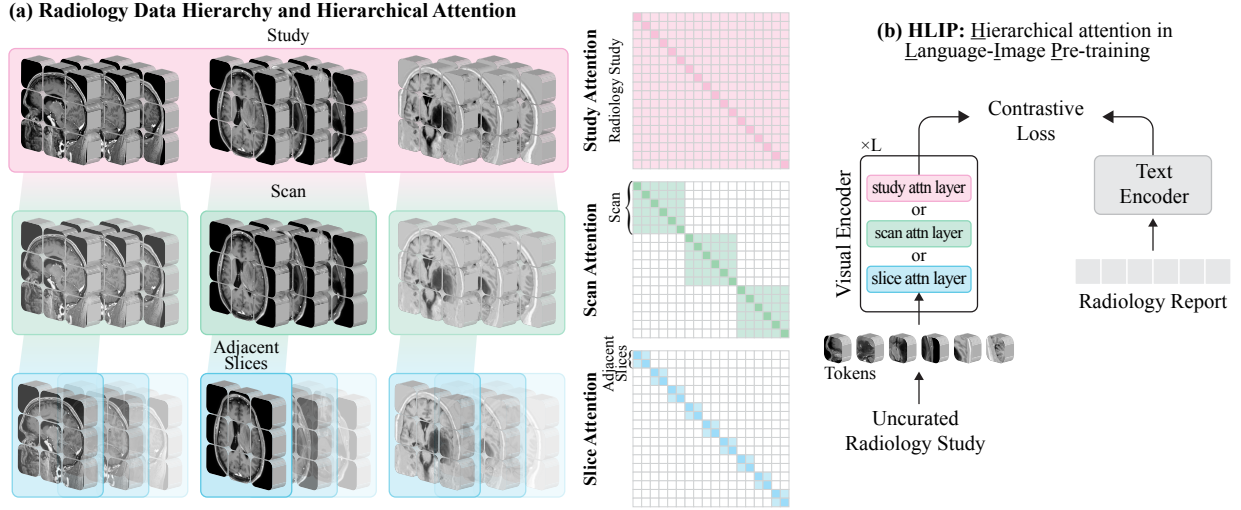 (a) Radiology Data Hierarchy and Hierarchical Attention
Study
Scan
Adjacent
Slices
Study Attention
Radiology Study
Scan Attention
Scan
Slice Attention
Adjacent
Slices
(b) HLIP: Hierarchical attention in
Language-Image Pre-training
Contrastive
Loss
×L
Visual Encoder
study attn layer
or
scan attn layer
or
slice attn layer
Text
Encoder
Radiology Report
Tokens
Uncurated
Radiology Study